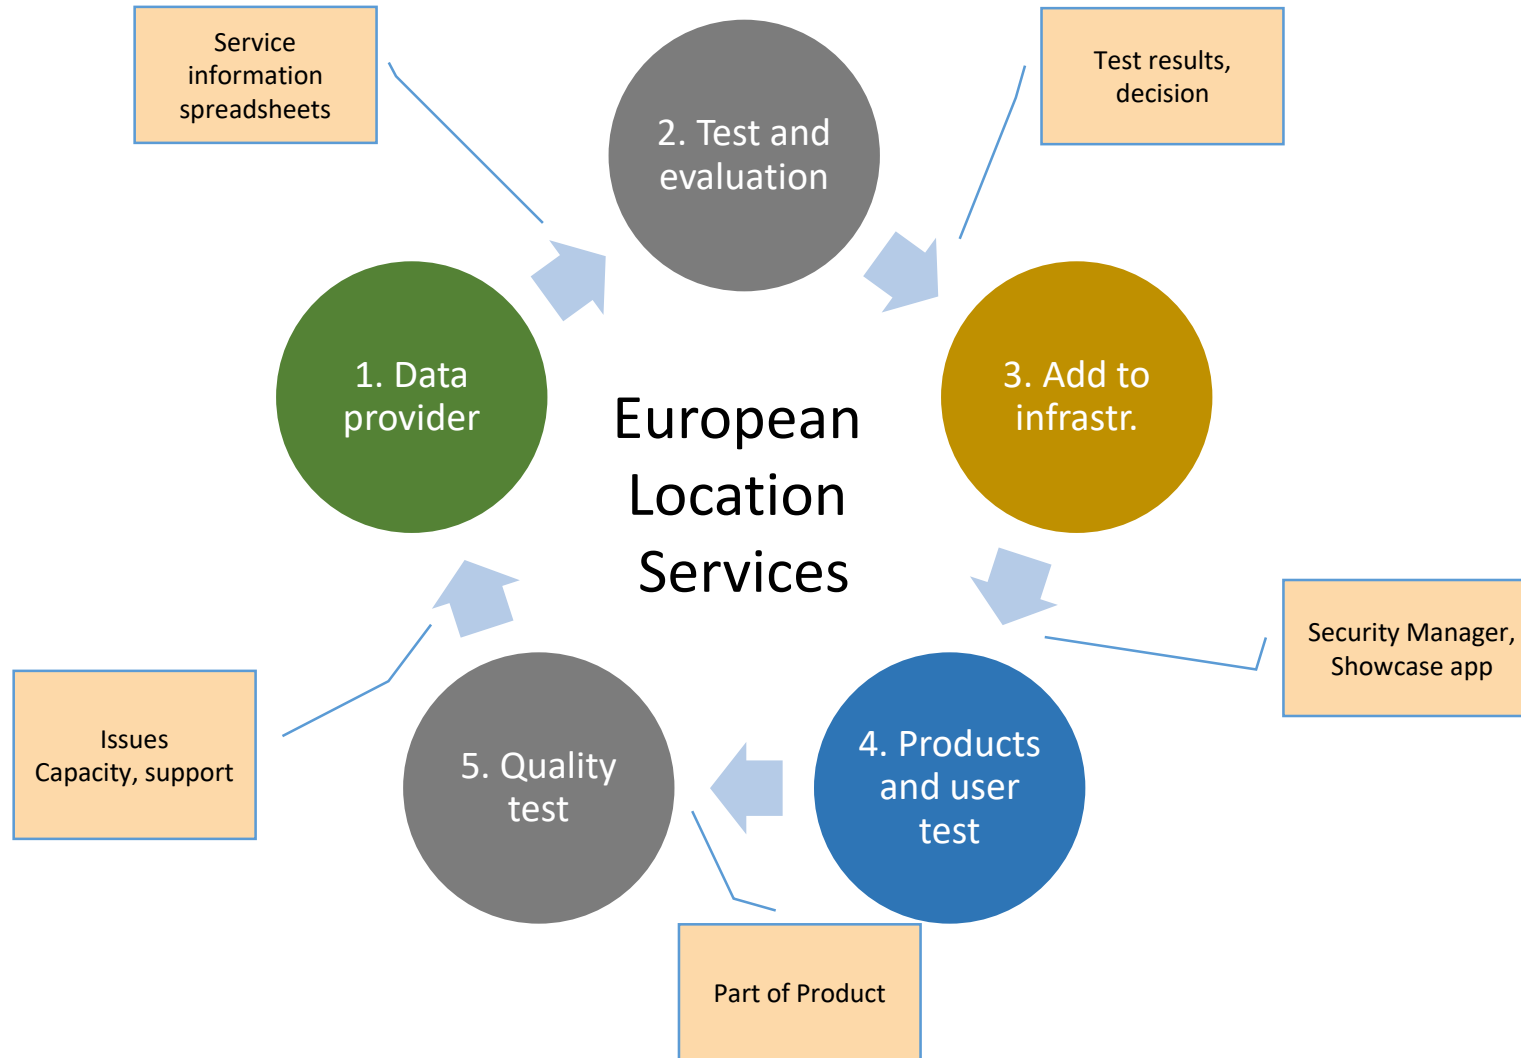 Service
information
spreadsheets
Test results,
decision
2. Test and
evaluation
1. Data
provider
3. Add to
infrastr.
European
Location
Services
Security Manager,
Showcase app
Issues
Capacity, support
5. Quality
test
4. Products
and user
test
Part of Product